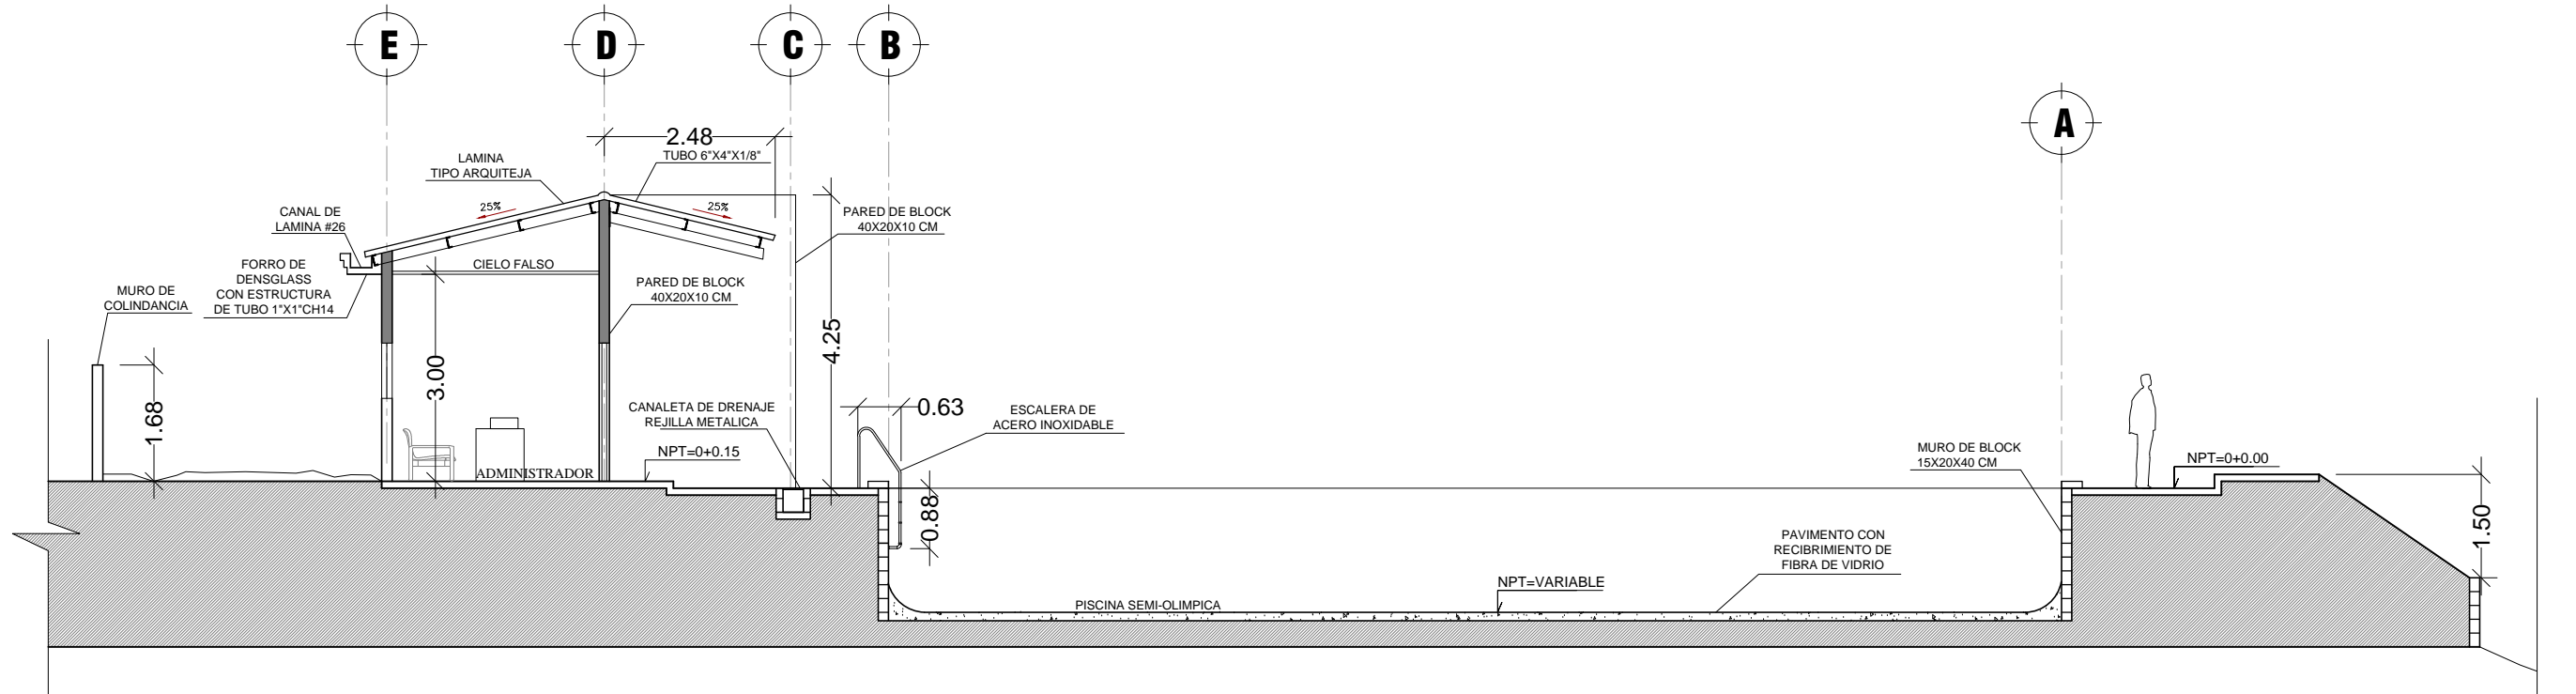 E
D
C
B
A
2.48
TUBO 6"X4"X1/8"
LAMINA
TIPO ARQUITEJA
25%
25%
CANAL DE
LAMINA #26
PARED DE BLOCK
40X20X10 CM
FORRO DE
DENSGLASS
CON ESTRUCTURA
DE TUBO 1"X1"CH14
CIELO FALSO
MURO DE
COLINDANCIA
PARED DE BLOCK
40X20X10 CM
4.25
3.00
1.68
CANALETA DE DRENAJE
REJILLA METALICA
0.63
ESCALERA DE
ACERO INOXIDABLE
NPT=0+0.15
ADMINISTRADOR
MURO DE BLOCK
15X20X40 CM
NPT=0+0.00
0.88
1.50
PAVIMENTO CON
RECIBRIMIENTO DE
FIBRA DE VIDRIO
NPT=VARIABLE
PISCINA SEMI-OLIMPICA